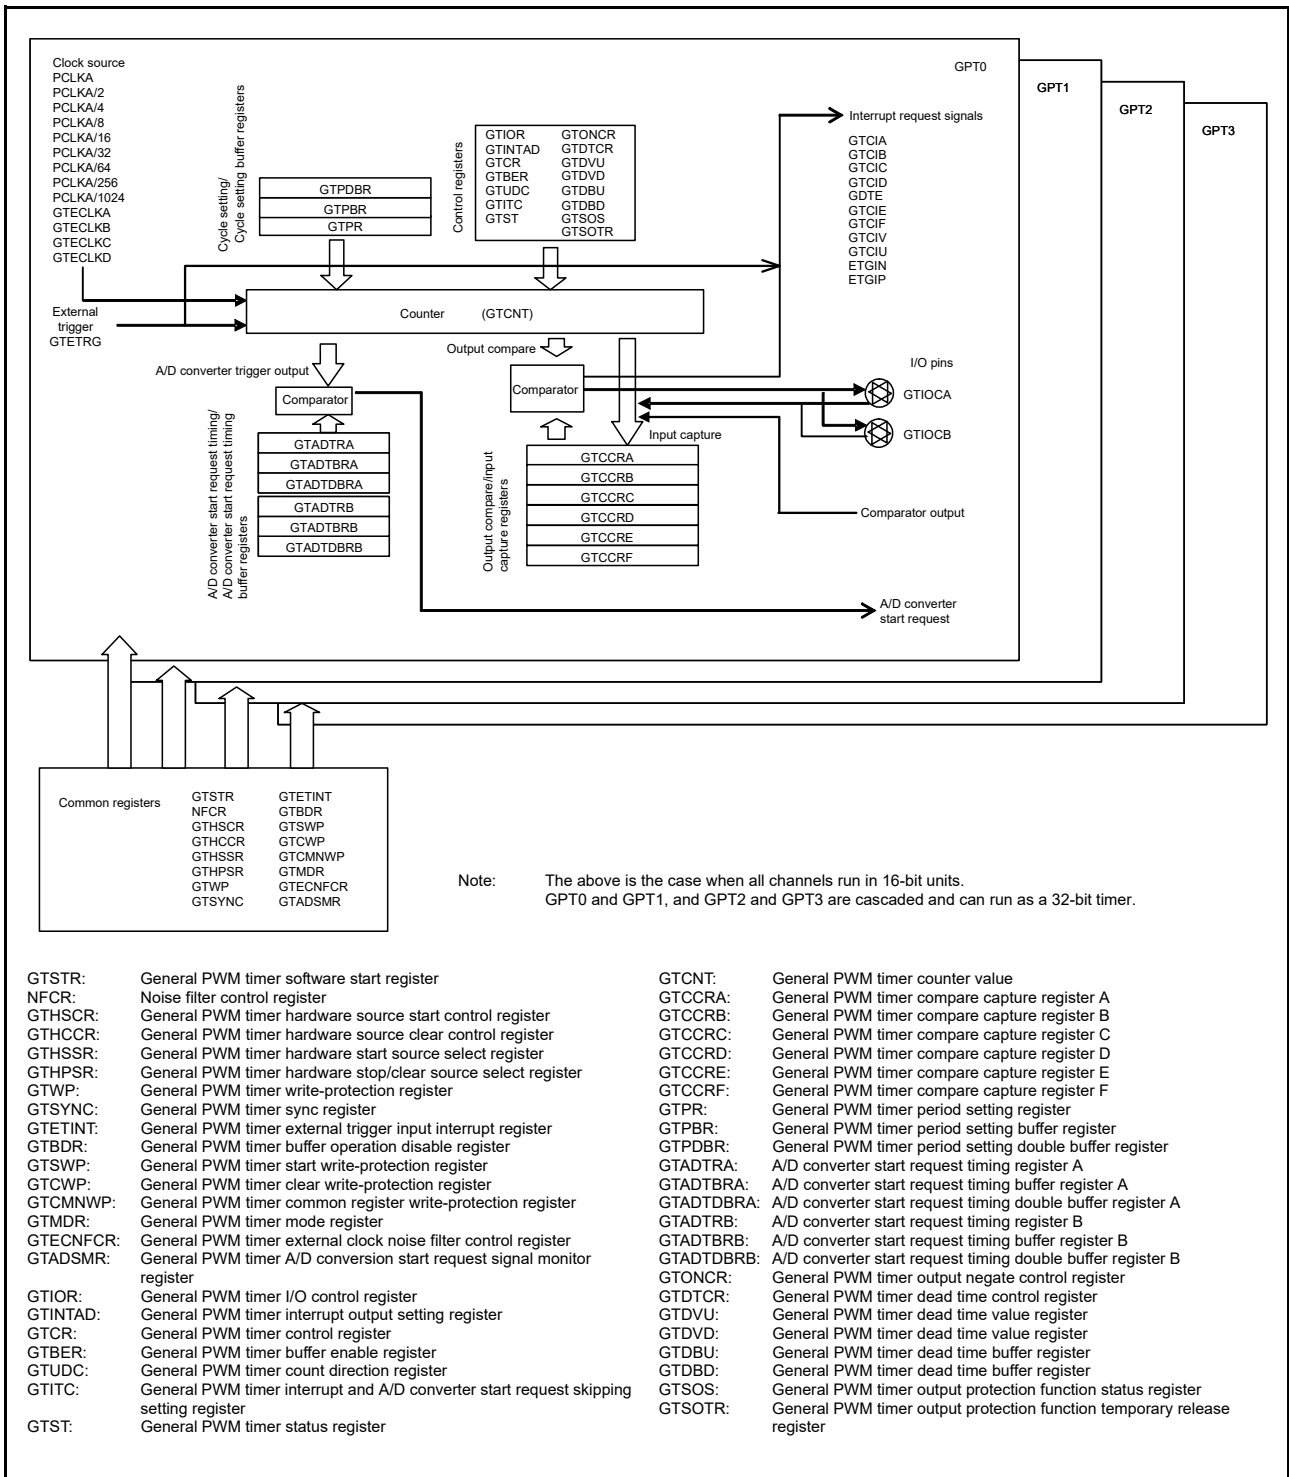 Clock source
PCLKA
PCLKA/2
PCLKA/4
PCLKA/8
PCLKA/16
PCLKA/32
PCLKA/64
PCLKA/256
PCLKA/1024
GTECLKA
GTECLKB
GTECLKC
GTECLKD
External
trigger
GTETRG
Cycle setting/
Cycle setting buffer registers
GTPDBR
GTPBR
GTPR
Control registers
GTIOR GTONCR
GTINTAD GTDTCR
GTCR GTDVU
GTBER GTDVD
GTUDC GTDBU
GTITC GTDBD
GTST GTSOS
GTSOTR
GPT0
GPT1
GPT2
GPT3
Interrupt request signals
GTCIA
GTCIB
GTCIC
GTCID
GDTE
GTCIE
GTCIF
GTCIV
GTCIU
ETGIN
ETGIP
Counter (GTCNT)
A/D converter trigger output
Comparator
Output compare
Comparator
Input capture
I/O pins
GTIOCA
GTIOCB
A/D converter start request timing/
A/D converter start request timing
buffer registers
GTADTRA
GTADTBRA
GTADTDBRA
GTADTRB
GTADTBRB
GTADTDBRB
Output compare/input
capture registers
GTCCRA
GTCCRB
GTCCRC
GTCCRD
GTCCRE
GTCCRF
Comparator output
A/D converter
start request
Common registers
GTSTR GTETINT
NFCR GTBDR
GTHSCR GTSWP
GTHCCR GTCWP
GTHSSR GTCMNWP
GTHPSR GTMDR
GTWP GTECNFCR
GTSYNC GTADSMR
Note: The above is the case when all channels run in 16-bit units.
GPT0 and GPT1, and GPT2 and GPT3 are cascaded and can run as a 32-bit timer.
GTSTR: General PWM timer software start register
NFCR: Noise filter control register
GTHSCR: General PWM timer hardware source start control register
GTHCCR: General PWM timer hardware source clear control register
GTHSSR: General PWM timer hardware start source select register
GTHPSR: General PWM timer hardware stop/clear source select register
GTWP: General PWM timer write-protection register
GTSYNC: General PWM timer sync register
GTETINT: General PWM timer external trigger input interrupt register
GTBDR: General PWM timer buffer operation disable register
GTSWP: General PWM timer start write-protection register
GTCWP: General PWM timer clear write-protection register
GTCMNWP: General PWM timer common register write-protection register
GTMDR: General PWM timer mode register
GTECNFCR: General PWM timer external clock noise filter control register
GTADSMR: General PWM timer A/D conversion start request signal monitor
register
GTIOR: General PWM timer I/O control register
GTINTAD: General PWM timer interrupt output setting register
GTCR: General PWM timer control register
GTBER: General PWM timer buffer enable register
GTUDC: General PWM timer count direction register
GTITC: General PWM timer interrupt and A/D converter start request skipping
setting register
GTST: General PWM timer status register
GTCNT: General PWM timer counter value
GTCCRA: General PWM timer compare capture register A
GTCCRB: General PWM timer compare capture register B
GTCCRC: General PWM timer compare capture register C
GTCCRD: General PWM timer compare capture register D
GTCCRE: General PWM timer compare capture register E
GTCCRF: General PWM timer compare capture register F
GTPR: General PWM timer period setting register
GTPBR: General PWM timer period setting buffer register
GTPDBR: General PWM timer period setting double buffer register
GTADTRA: A/D converter start request timing register A
GTADTBRA: A/D converter start request timing buffer register A
GTADTDBRA: A/D converter start request timing double buffer register A
GTADTRB: A/D converter start request timing register B
GTADTBRB: A/D converter start request timing buffer register B
GTADTDBRB: A/D converter start request timing double buffer register B
GTONCR: General PWM timer output negate control register
GTDTCR: General PWM timer dead time control register
GTDVU: General PWM timer dead time value register
GTDVD: General PWM timer dead time value register
GTDBU: General PWM timer dead time buffer register
GTDBD: General PWM timer dead time buffer register
GTSOS: General PWM timer output protection function status register
GTSOTR: General PWM timer output protection function temporary release
register